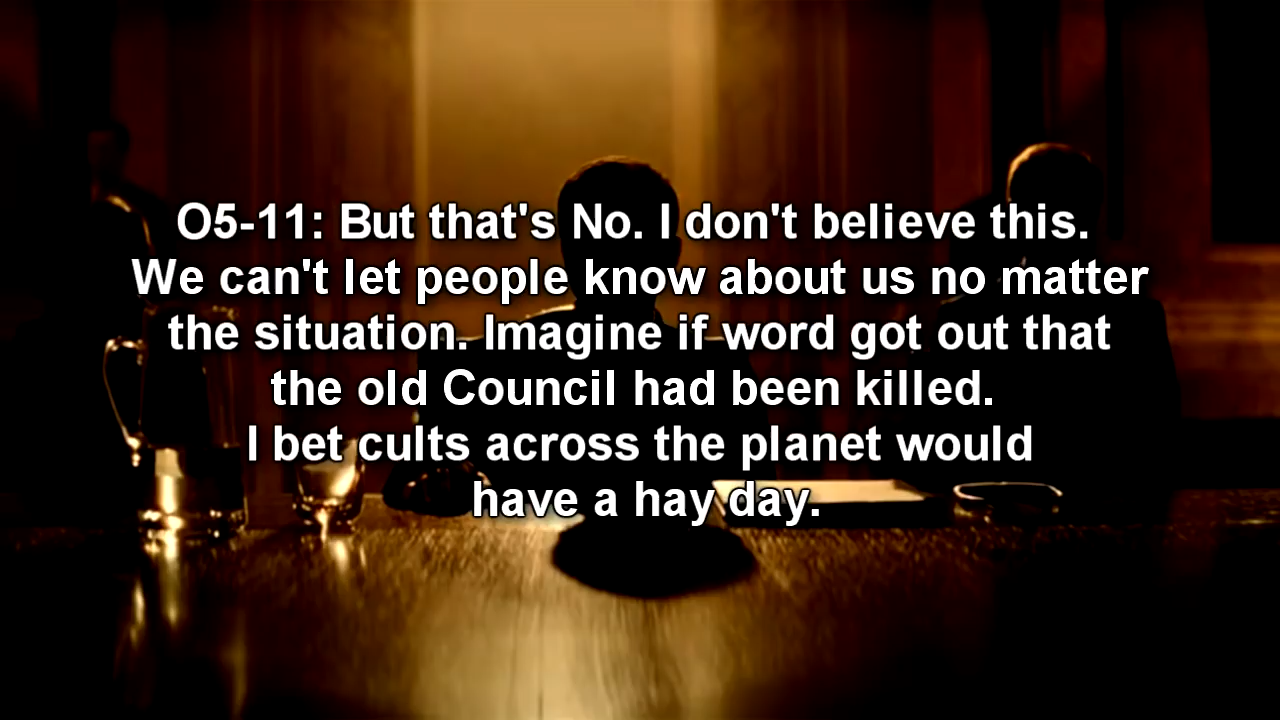 O5-11: But that's No. I don't believe this.
We can't let people know about us no matter
the situation. Imagine if word got out that
the old Council had been killed.
I bet cults across the planet would
have a hay day.